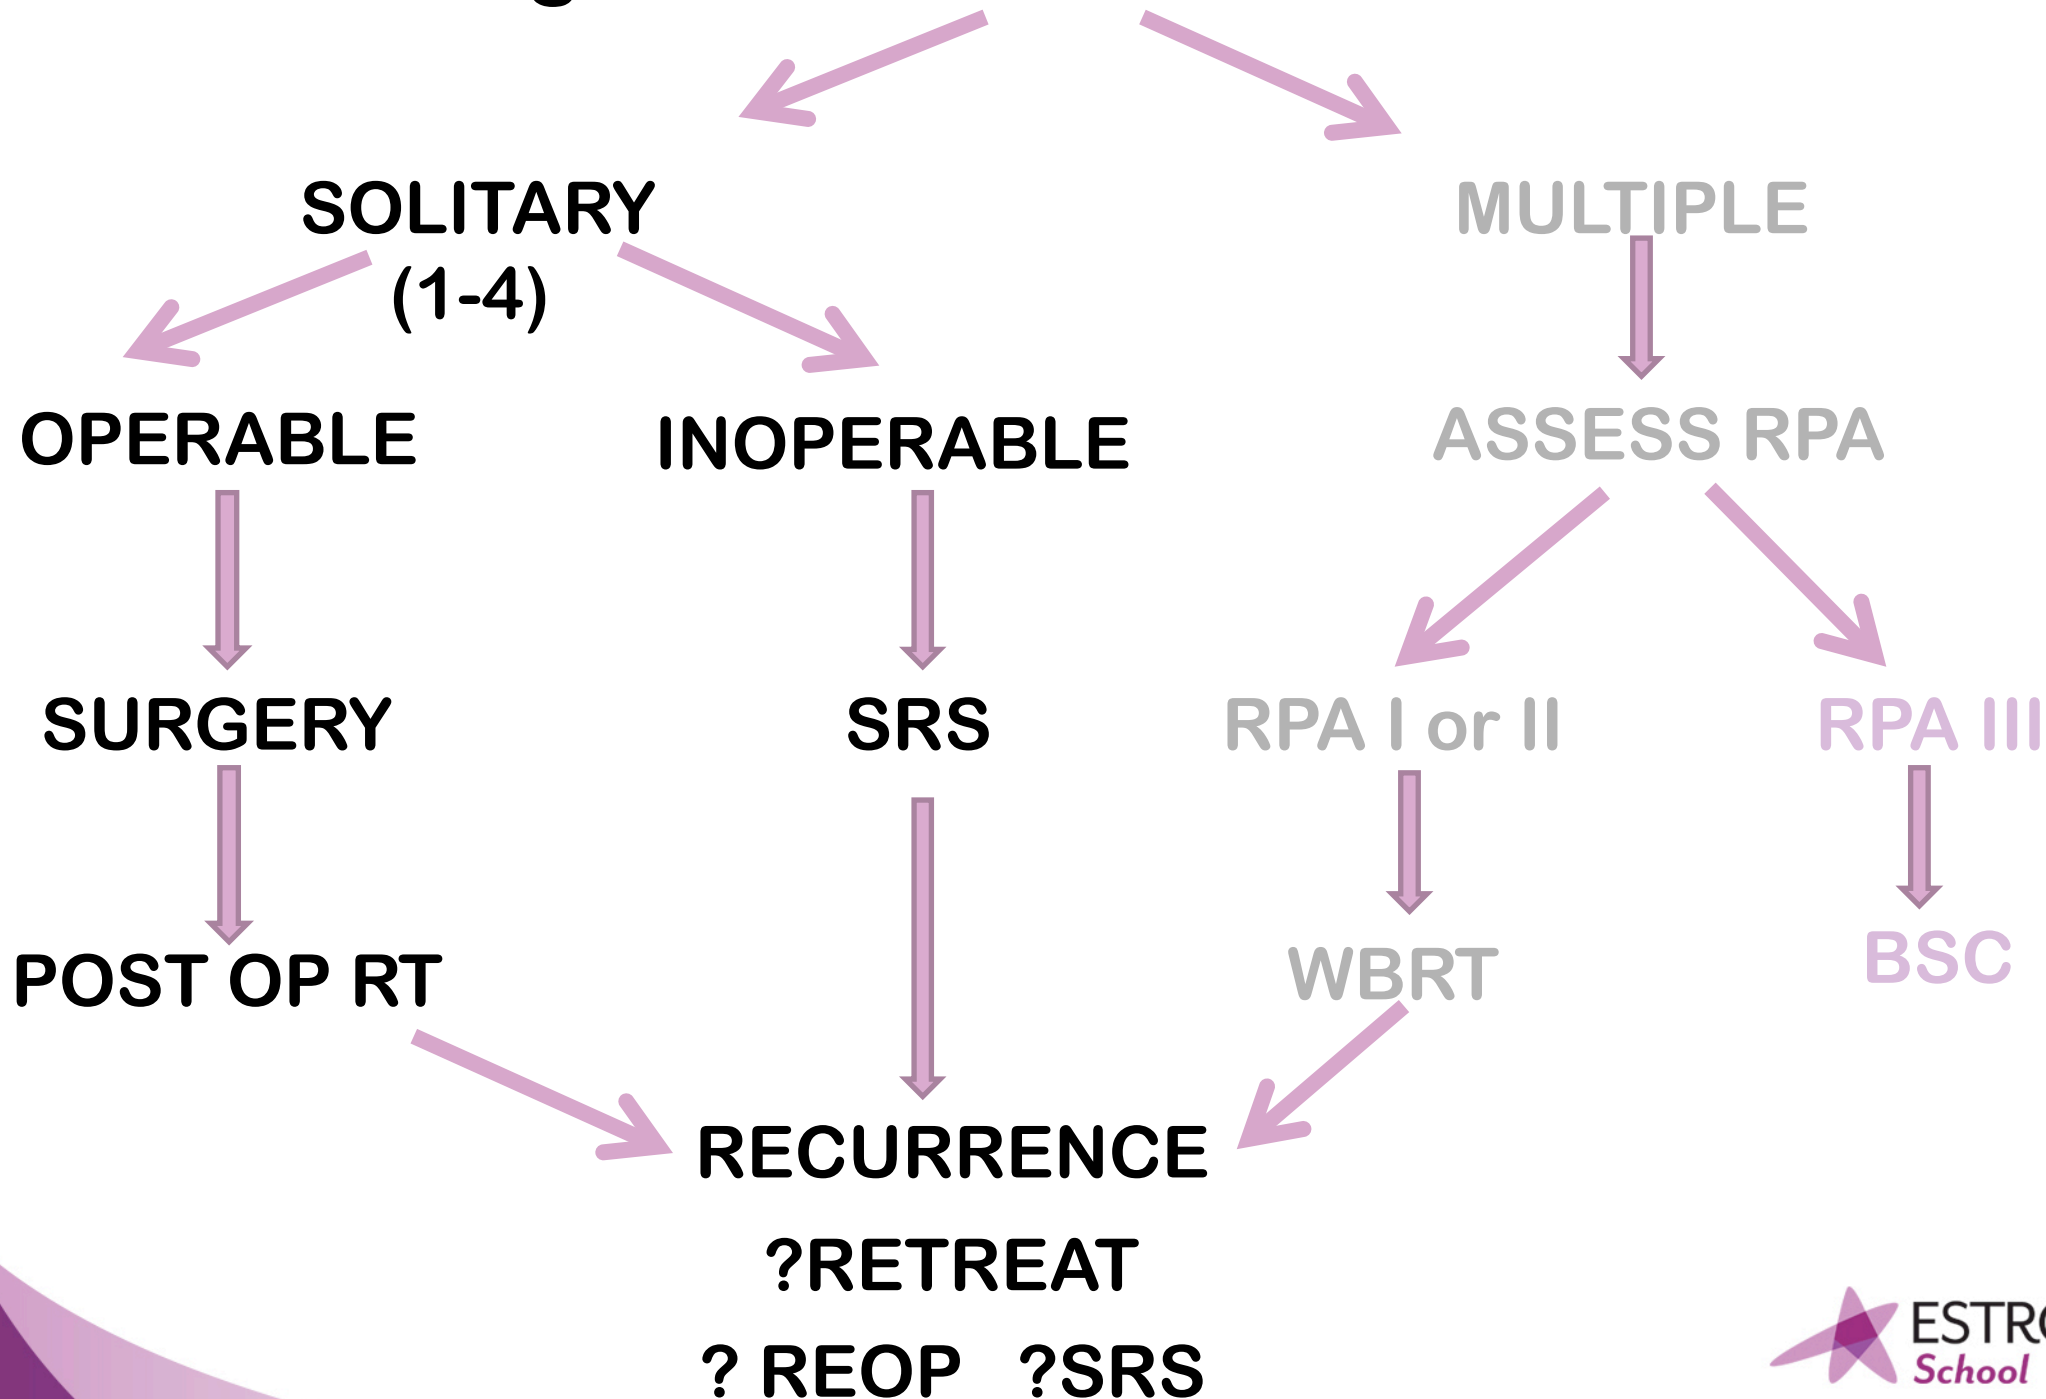 SOLITARY
(1-4)
MULTIPLE
OPERABLE
INOPERABLE
ASSESS RPA
SURGERY
SRS
RPA I or II
RPA III
POST OP RT
WBRT
BSC
RECURRENCE
?RETREAT
? REOP ?SRS
ESTRO
School